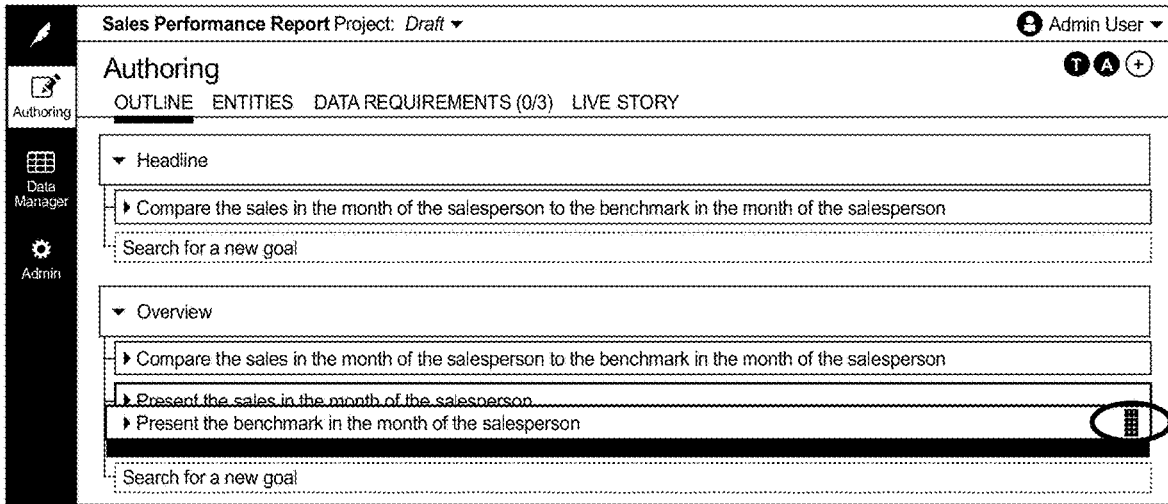 Sales Performance Report Project: Draft
Admin User
Authoring
T A +
OUTLINE ENTITIES DATA REQUIREMENTS (0/3) LIVE STORY
Authoring
Data
Manager
Admin
Headline
Compare the sales in the month of the salesperson to the benchmark in the month of the salesperson
Search for a new goal
Overview
Compare the sales in the month of the salesperson to the benchmark in the month of the salesperson
Present the sales in the month of the salesperson
Present the benchmark in the month of the salesperson
Search for a new goal